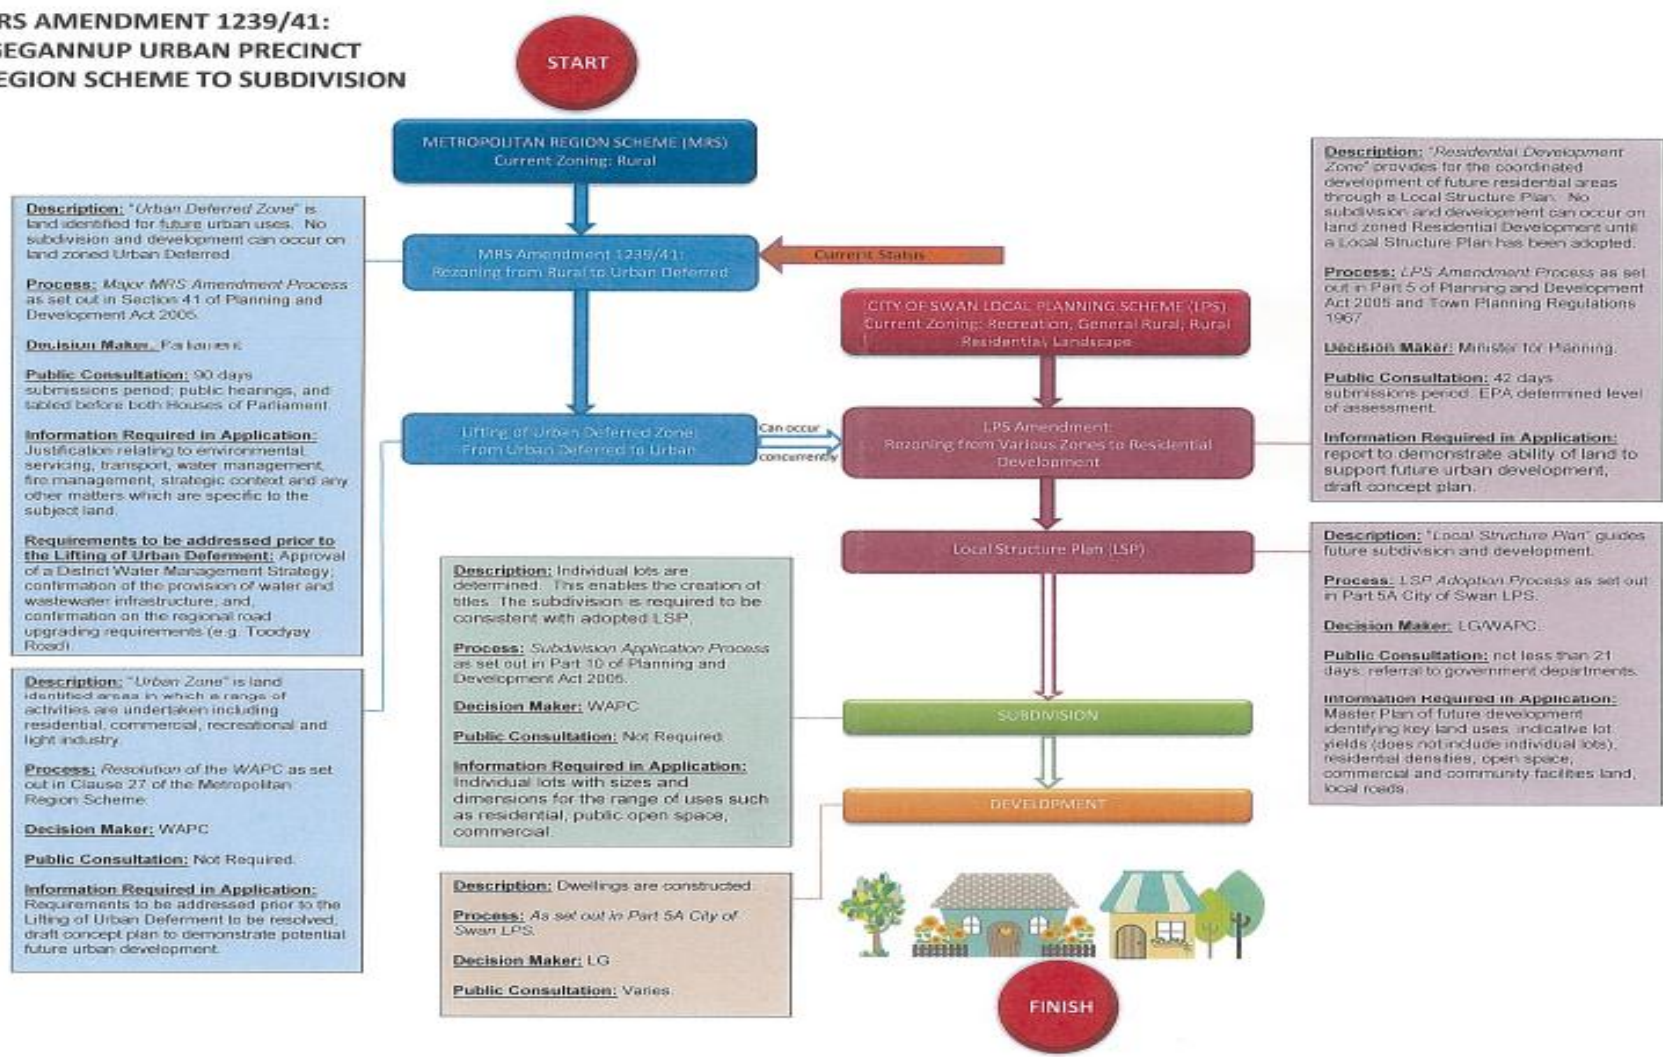 RS AMENDMENT 1239/41:
GEGANNUP URBAN PRECINCT
EGION SCHEME TO SUBDIVISION
START
METROPOLITAN REGION SCHEME (MRS)
Current Zoning: Rural
MRS Amendment 1239/41:
Rezoning from Rural to Urban Deferred
Current Status
Lifting of Urban Deferred Zone:
From Urban Deferred to Urban
Can occur
concurrently
CITY OF SWAN LOCAL PLANNING SCHEME (LPS)
Current Zoning: Recreation, General Rural, Rural
Residential, Landscape
LPS Amendment:
Rezoning from Various Zones to Residential
Development
Local Structure Plan (LSP)
SUBDIVISION
DEVELOPMENT
FINISH
Description: "Urban Deferred Zone" is
land identified for future urban uses. No
subdivision and development can occur on
land zoned Urban Deferred.
Process: Major MRS Amendment Process
as set out in Section 41 of Planning and
Development Act 2005.
Decision Maker: Parliament
Public Consultation: 90 days
submissions period; public hearings, and
tabled before both Houses of Parliament.
Information Required in Application:
Justification relating to environmental,
servicing, transport, water management,
fire management, strategic context and any
other matters which are specific to the
subject land.
Requirements to be addressed prior to
the Lifting of Urban Deferment: Approval
of a District Water Management Strategy;
confirmation of the provision of water and
wastewater infrastructure; and,
confirmation on the regional road
upgrading requirements (e.g. Toodyay
Road).
Description: "Urban Zone" is land
identified areas in which a range of
activities are undertaken including
residential, commercial, recreational and
light industry.
Process: Resolution of the WAPC as set
out in Clause 27 of the Metropolitan
Region Scheme.
Decision Maker: WAPC
Public Consultation: Not Required.
Information Required in Application:
Requirements to be addressed prior to the
Lifting of Urban Deferment to be resolved,
draft concept plan to demonstrate potential
future urban development.
Description: Individual lots are
determined. This enables the creation of
titles. The subdivision is required to be
consistent with adopted LSP.
Process: Subdivision Application Process
as set out in Part 10 of Planning and
Development Act 2005.
Decision Maker: WAPC
Public Consultation: Not Required.
Information Required in Application:
Individual lots with sizes and
dimensions for the range of uses such
as residential, public open space,
commercial.
Description: Dwellings are constructed.
Process: As set out in Part 5A City of
Swan LPS.
Decision Maker: LG
Public Consultation: Varies.
Description: "Residential Development
Zone" provides for the coordinated
development of future residential areas
through a Local Structure Plan. No
subdivision and development can occur on
land zoned Residential Development until
a Local Structure Plan has been adopted.
Process: LPS Amendment Process as set
out in Part 5 of Planning and Development
Act 2005 and Town Planning Regulations
1967
Decision Maker: Minister for Planning.
Public Consultation: 42 days
submissions period. EPA determined level
of assessment.
Information Required in Application:
report to demonstrate ability of land to
support future urban development,
draft concept plan.
Description: "Local Structure Plan" guides
future subdivision and development.
Process: LSP Adoption Process as set out
in Part 5A City of Swan LPS.
Decision Maker: LG/WAPC.
Public Consultation: not less than 21
days, referral to government departments.
Information Required in Application:
Master Plan of future development
identifying key land uses, indicative lot
yields (does not include individual lots),
residential densities, open space,
commercial and community facilities land,
local roads.